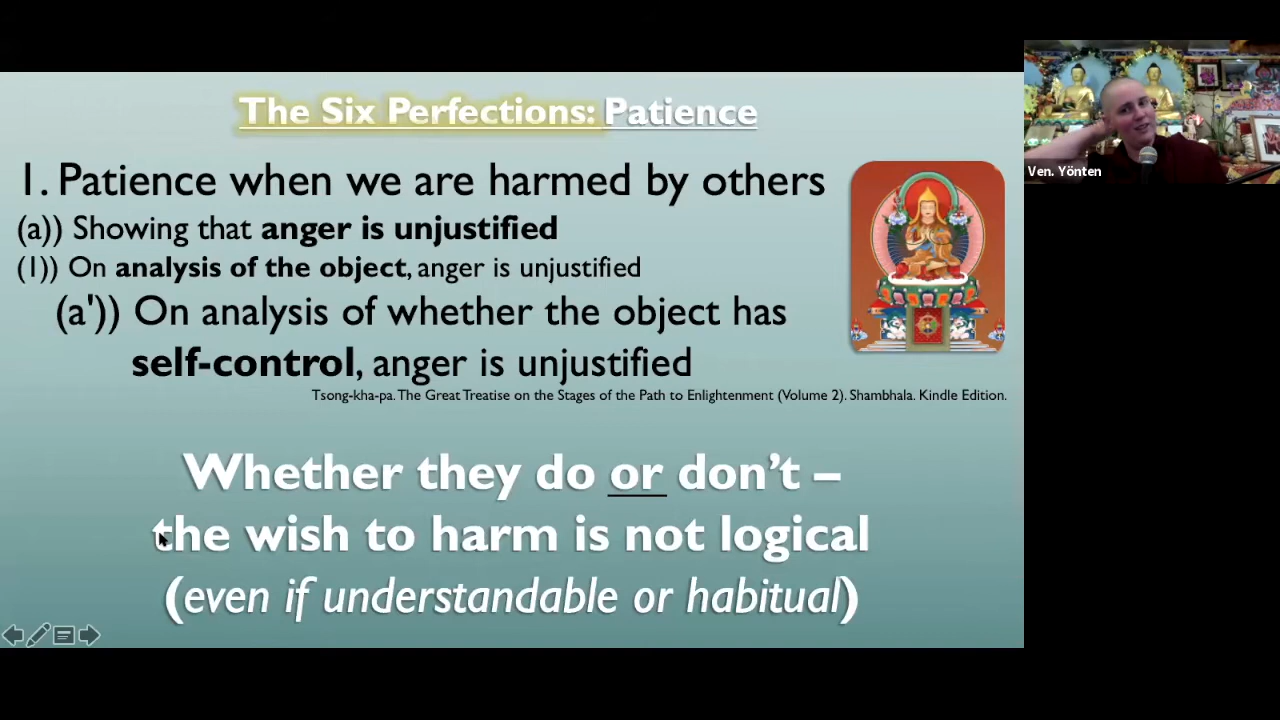 The Six Perfections: Patience
1. Patience when we are harmed by others
(a)) Showing that anger is unjustified
(1)) On analysis of the object, anger is unjustified
(a')) On analysis of whether the object has
self-control, anger is unjustified
Tsong-kha-pa. The Great Treatise on the Stages of the Path to Enlightenment (Volume 2). Shambhala. Kindle Edition.
Whether they do or don’t –
the wish to harm is not logical
(even if understandable or habitual)
Ven. Yönten